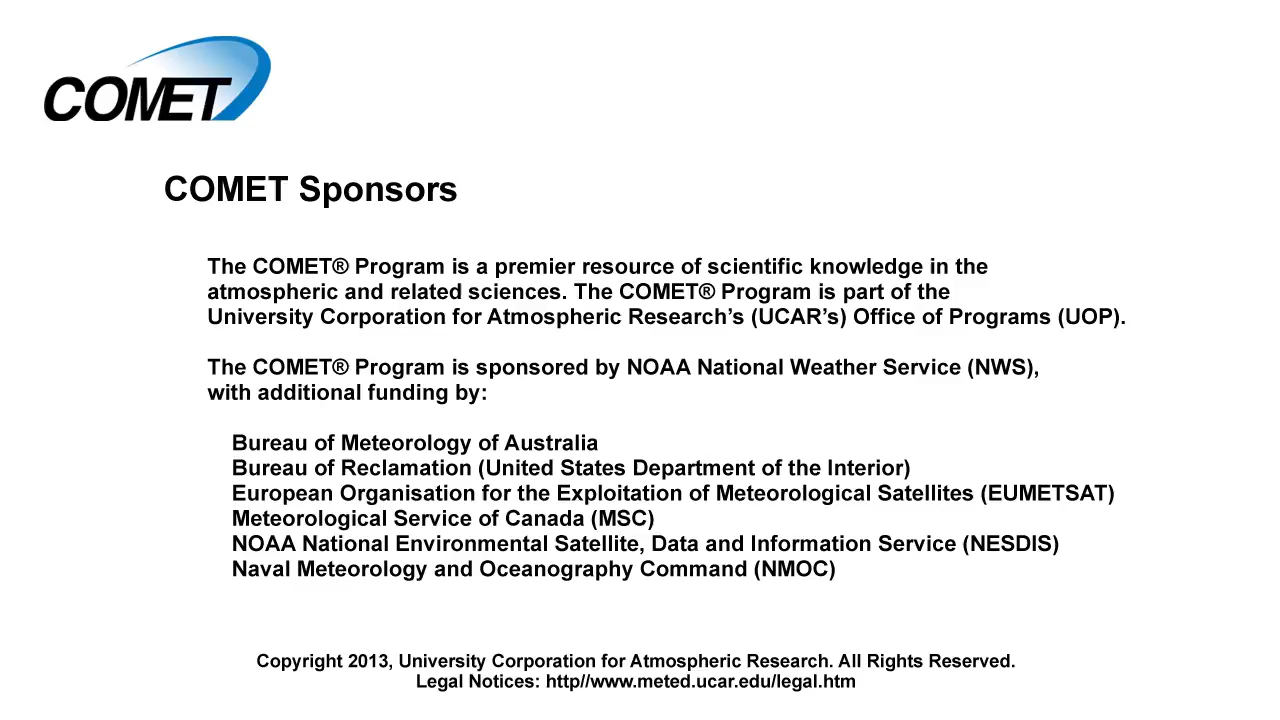 COMET
COMET Sponsors
The COMET® Program is a premier resource of scientific knowledge in the
atmospheric and related sciences. The COMET® Program is part of the
University Corporation for Atmospheric Research’s (UCAR’s) Office of Programs (UOP).
The COMET® Program is sponsored by NOAA National Weather Service (NWS),
with additional funding by:
Bureau of Meteorology of Australia
Bureau of Reclamation (United States Department of the Interior)
European Organisation for the Exploitation of Meteorological Satellites (EUMETSAT)
Meteorological Service of Canada (MSC)
NOAA National Environmental Satellite, Data and Information Service (NESDIS)
Naval Meteorology and Oceanography Command (NMOC)
Copyright 2013, University Corporation for Atmospheric Research. All Rights Reserved.
Legal Notices: http//www.meted.ucar.edu/legal.htm